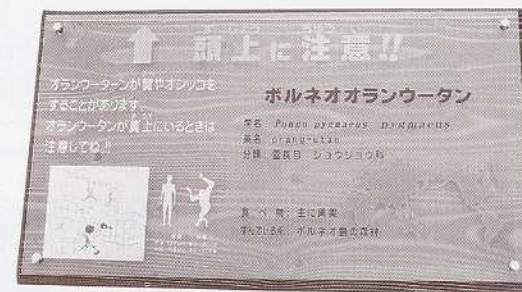 頭上に注意!!
オランウータンが糞やオシッコを
することがあります。
オランウータンが真上にいるときは
注意してね!!
ボルネオオランウータン
学名: Pongo pygmaeus pygmaeus
英名: orang-utan
分類: 霊長目 ショウジョウ科
食べ物: 主に果実
すんでいる所: ボルネオ島の森林